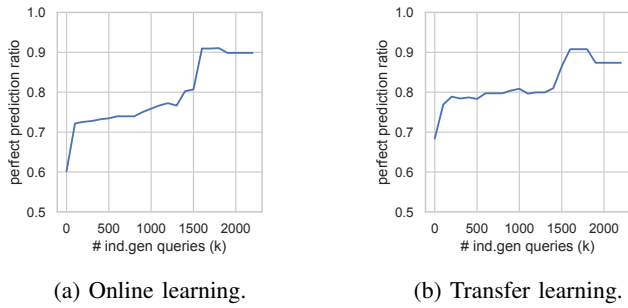 1.0
0.9
0.8
0.7
0.6
0.5
perfect prediction ratio
0 500 1000 1500 2000
# ind.gen queries (k)
(a) Online learning.
1.0
0.9
0.8
0.7
0.6
0.5
perfect prediction ratio
0 500 1000 1500 2000
# ind.gen queries (k)
(b) Transfer learning.